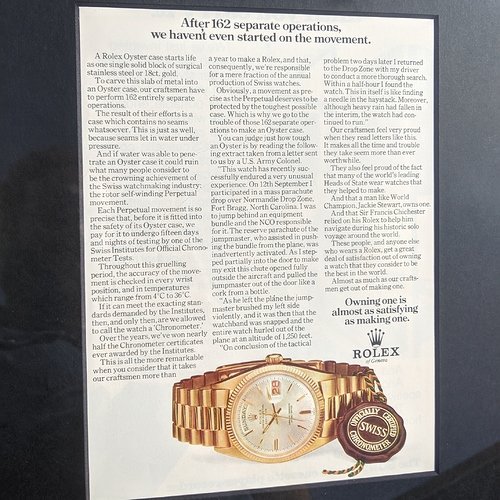 After 162 separate operations,
we havent even started on the movement.
A Rolex Oyster case starts life
as one single solid block of surgical
stainless steel or 18ct. gold.
To carve this slab of metal into
an Oyster case, our craftsmen have
to perform 162 entirely separate
operations.
The result of their efforts is a
case which contains no seams
whatsoever. This is just as well,
because seams let in water under
pressure.
And if water was able to pene-
trate an Oyster case it could ruin
what many people consider to
be the crowning achievement of
the Swiss watchmaking industry:
the rotor self-winding Perpetual
movement.
Each Perpetual movement is so
precise that, before it is fitted into
the safety of its Oyster case, we
pay for it to undergo fifteen days
and nights of testing by one of the
Swiss Institutes for Official Chrono-
meter Tests.
Throughout this gruelling
period, the accuracy of the move-
ment is checked in every wrist
position, and in temperatures
which range from 4°C to 36°C.
If it can meet the exacting stan-
dards demanded by the Institutes,
then, and only then, are we allowed
to call the watch a 'Chronometer.'
Over the years, we've won nearly
half the Chronometer certificates
ever awarded by the Institutes.
This is all the more remarkable
when you consider that it takes
our craftsmen more than
a year to make a Rolex, and that,
consequently, we're responsible
for a mere fraction of the annual
production of Swiss watches.
Obviously, a movement as pre-
cise as the Perpetual deserves to be
protected by the toughest possible
case. Which is why we go to the
trouble of those 162 separate oper-
ations to make an Oyster case.
You can judge just how tough
an Oyster is by reading the follow-
ing extract taken from a letter sent
to us by a U.S. Army Colonel.
"This watch has recently suc-
cessfully endured a very unusual
experience. On 12th September I
participated in a mass parachute
drop over Normandie Drop Zone,
Fort Bragg, North Carolina. I was
to jump behind an equipment
bundle and the NCO responsible
for it. The reserve parachute of the
jumpmaster, who assisted in push-
ing the bundle from the plane, was
inadvertently activated. As I step-
ped partially into the door to make
my exit this chute opened fully
outside the aircraft and pulled the
jumpmaster out of the door like a
cork from a bottle.
"As he left the plane the jump-
master brushed my left side
violently, and it was then that the
watchband was snapped and the
entire watch hurled out of the
plane at an altitude of 1,250 feet.
"On conclusion of the tactical
problem two days later I returned
to the Drop Zone with my driver
to conduct a more thorough search.
Within a half-hour I found the
watch. This in itself is like finding
a needle in the haystack. Moreover,
although heavy rain had fallen in
the interim, the watch had con-
tinued to run."
Our craftsmen feel very proud
when they read letters like this.
It makes all the time and trouble
they take seem more than ever
worthwhile.
They also feel proud of the fact
that many of the world's leading
Heads of State wear watches that
they helped to make.
And that a man like World
Champion, Jackie Stewart, owns one.
And that Sir Francis Chichester
relied on his Rolex to help him
navigate during his historic solo
voyage around the world.
These people, and anyone else
who wears a Rolex, get a great
deal of satisfaction out of owning
a watch that they consider to be
the best in the world.
Almost as much as our crafts-
men get out of making one.
Owning one is
almost as satisfying
as making one.
ROLEX
of Geneva
28
OFFICIALLY CERTIFIED
SWISS
CHRONOMETER